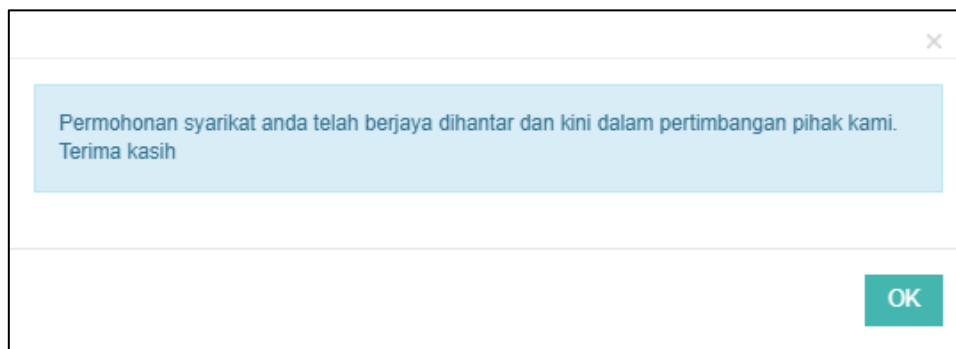 ×
Permohonan syarikat anda telah berjaya dihantar dan kini dalam pertimbangan pihak kami.
Terima kasih
OK